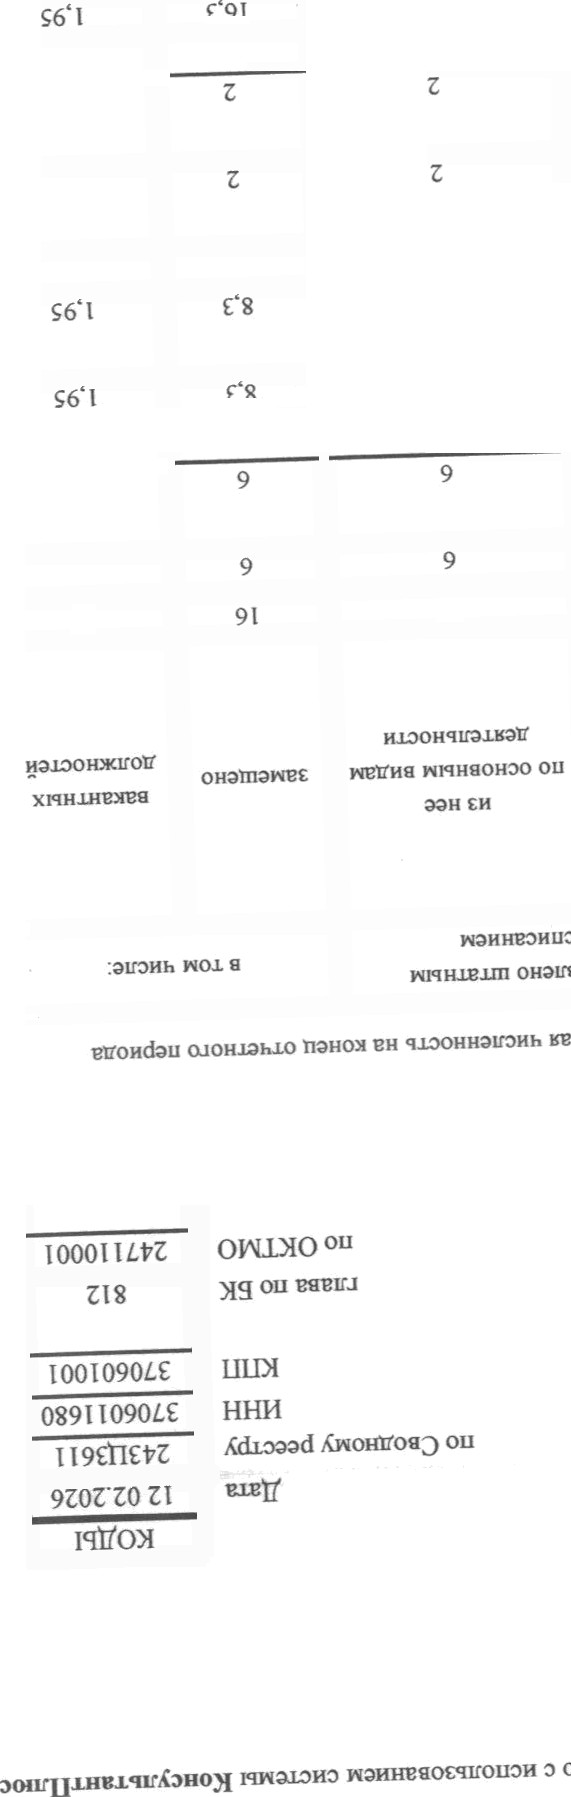 с использованием системы КонсультантПлюс
КОДЫ
Дата 12 02.2026
по Сводному реестру 243Ц3611
ИНН 3706011680
КПП 370601001
глава по БК 812
по ОКТМО 247110001
ая численность на конец отчетного периода
лено штатным
списанием
в том числе:
из нее
по основным видам
деятельности
замещено
вакантных
должностей
16
6 6
6 6
8,3 1,95
8,3 1,95
2 2
2 2
16,3 1,95